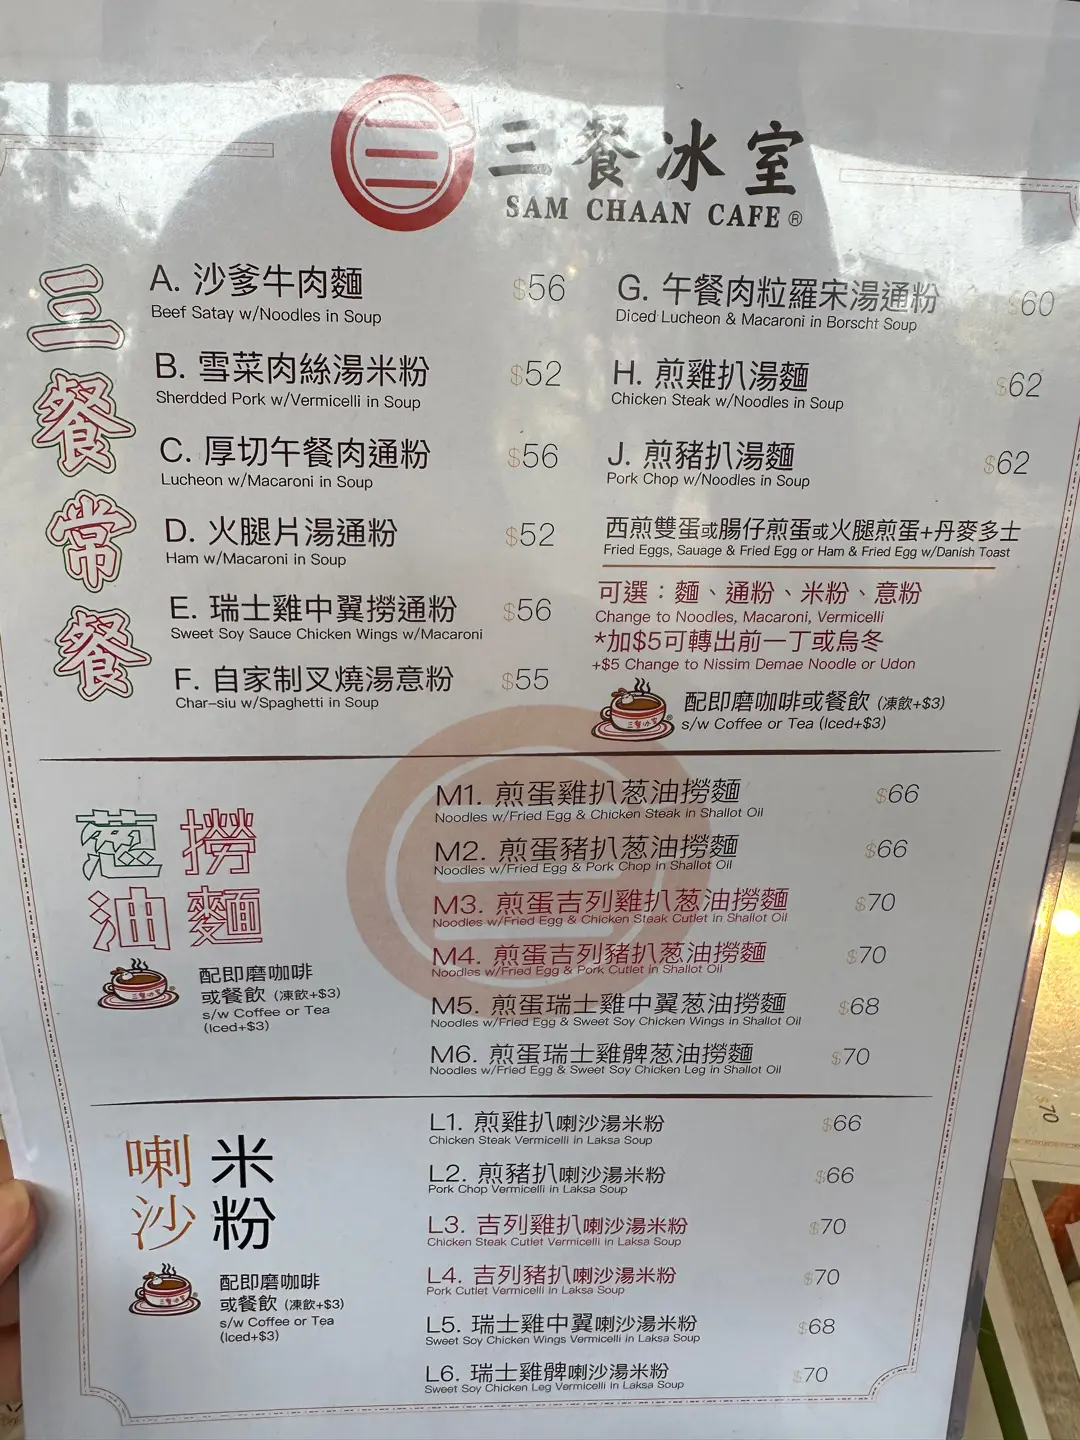 三餐冰室
SAM CHAAN CAFE®
三餐常餐
A. 沙爹牛肉麵 $56
Beef Satay w/Noodles in Soup
B. 雪菜肉絲湯米粉 $52
Sherdded Pork w/Vermicelli in Soup
C. 厚切午餐肉通粉 $56
Lucheon w/Macaroni in Soup
D. 火腿片湯通粉 $52
Ham w/Macaroni in Soup
E. 瑞士雞中翼撈通粉 $56
Sweet Soy Sauce Chicken Wings w/Macaroni
F. 自家制叉燒湯意粉 $55
Char-siu w/Spaghetti in Soup
G. 午餐肉粒羅宋湯通粉 $60
Diced Lucheon & Macaroni in Borscht Soup
H. 煎雞扒湯麵 $62
Chicken Steak w/Noodles in Soup
J. 煎豬扒湯麵 $62
Pork Chop w/Noodles in Soup
西煎雙蛋或腸仔煎蛋或火腿煎蛋+丹麥多士
Fried Eggs, Sauage & Fried Egg or Ham & Fried Egg w/Danish Toast
可選：麵、通粉、米粉、意粉
Change to Noodles, Macaroni, Vermicelli
*加$5可轉出前一丁或烏冬
+$5 Change to Nissim Demae Noodle or Udon
三餐冰室
配即磨咖啡或餐飲 (凍飲+$3)
s/w Coffee or Tea (Iced+$3)
葱油撈麵
三餐冰室
配即磨咖啡
或餐飲 (凍飲+$3)
s/w Coffee or Tea
(Iced+$3)
M1. 煎蛋雞扒葱油撈麵 $66
Noodles w/Fried Egg & Chicken Steak in Shallot Oil
M2. 煎蛋豬扒葱油撈麵 $66
Noodles w/Fried Egg & Pork Chop in Shallot Oil
M3. 煎蛋吉列雞扒葱油撈麵 $70
Noodles w/Fried Egg & Chicken Steak Cutlet in Shallot Oil
M4. 煎蛋吉列豬扒葱油撈麵 $70
Noodles w/Fried Egg & Pork Cutlet in Shallot Oil
M5. 煎蛋瑞士雞中翼葱油撈麵 $68
Noodles w/Fried Egg & Sweet Soy Chicken Wings in Shallot Oil
M6. 煎蛋瑞士雞髀葱油撈麵 $70
Noodles w/Fried Egg & Sweet Soy Chicken Leg in Shallot Oil
喇沙米粉
三餐冰室
配即磨咖啡
或餐飲 (凍飲+$3)
s/w Coffee or Tea
(Iced+$3)
L1. 煎雞扒喇沙湯米粉 $66
Chicken Steak Vermicelli in Laksa Soup
L2. 煎豬扒喇沙湯米粉 $66
Pork Chop Vermicelli in Laksa Soup
L3. 吉列雞扒喇沙湯米粉 $70
Chicken Steak Cutlet Vermicelli in Laksa Soup
L4. 吉列豬扒喇沙湯米粉 $70
Pork Cutlet Vermicelli in Laksa Soup
L5. 瑞士雞中翼喇沙湯米粉 $68
Sweet Soy Chicken Wings Vermicelli in Laksa Soup
L6. 瑞士雞髀喇沙湯米粉 $70
Sweet Soy Chicken Leg Vermicelli in Laksa Soup
$70